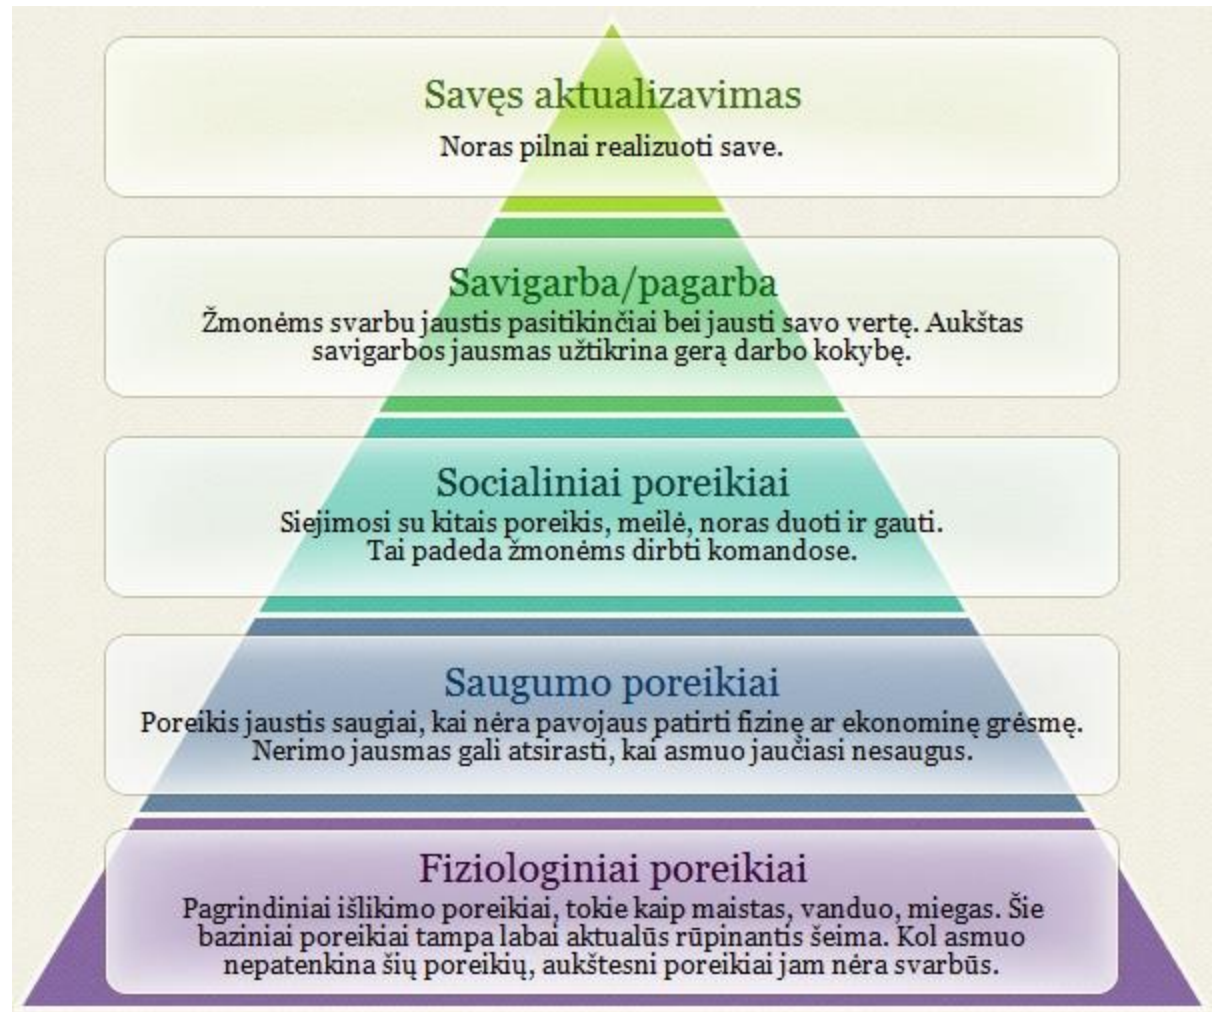 Savęs aktualizavimas
Noras pilnai realizuoti save.
Savigarba/pagarba
Žmonėms svarbu jaustis pasitikinčiai bei jausti savo vertę. Aukštas
savigarbos jausmas užtikrina gerą darbo kokybę.
Socialiniai poreikiai
Siejimosi su kitais poreikis, meilė, noras duoti ir gauti.
Tai padeda žmonėms dirbti komandose.
Saugumo poreikiai
Poreikis jaustis saugiai, kai nėra pavojaus patirti fizinę ar ekonominę grėsmę.
Nerimo jausmas gali atsirasti, kai asmuo jaučiasi nesaugus.
Fiziologiniai poreikiai
Pagrindiniai išlikimo poreikiai, tokie kaip maistas, vanduo, miegas. Šie
baziniai poreikiai tampa labai aktualūs rūpinantis šeima. Kol asmuo
nepatenkina šių poreikių, aukštesni poreikiai jam nėra svarbūs.